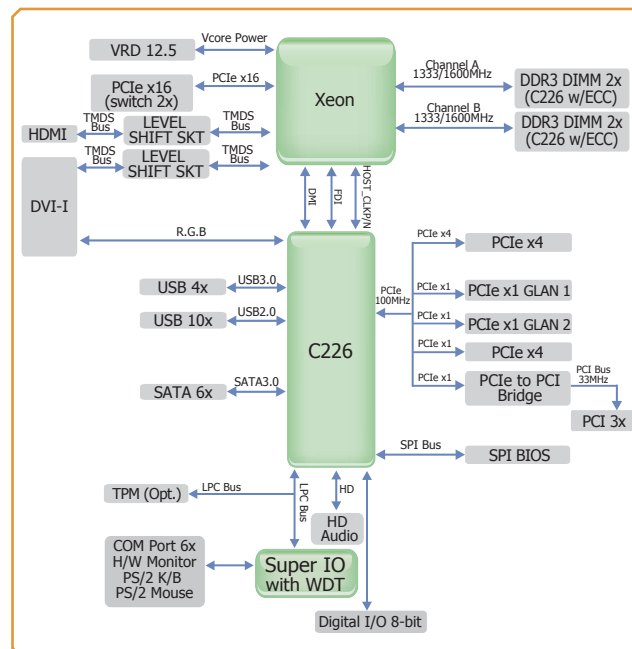 VRD 12.5
Vcore Power
PCIe x16
(switch 2x)
PCIe x16
Xeon
Channel A
1333/1600MHz
DDR3 DIMM 2x
(C226 w/ECC)
Channel B
1333/1600MHz
DDR3 DIMM 2x
(C226 w/ECC)
HDMI
TMDS
Bus
LEVEL
SHIFT SKT
TMDS
Bus
TMDS
Bus
LEVEL
SHIFT SKT
TMDS
Bus
DVI-I
R.G.B
DMI
FDI
HOST_CLKP/N
C226
USB 4x
USB3.0
USB 10x
USB2.0
SATA 6x
SATA3.0
PCIe
100MHz
PCIe x4
PCIe x4
PCIe x1
PCIe x1 GLAN 1
PCIe x1
PCIe x1 GLAN 2
PCIe x1
PCIe x4
PCIe x1
PCIe to PCI
Bridge
PCI Bus
33MHz
PCI 3x
SPI Bus
SPI BIOS
TPM (Opt.)
LPC Bus
LPC Bus
HD
HD
Audio
COM Port 6x
H/W Monitor
PS/2 K/B
PS/2 Mouse
Super IO
with WDT
Digital I/O 8-bit